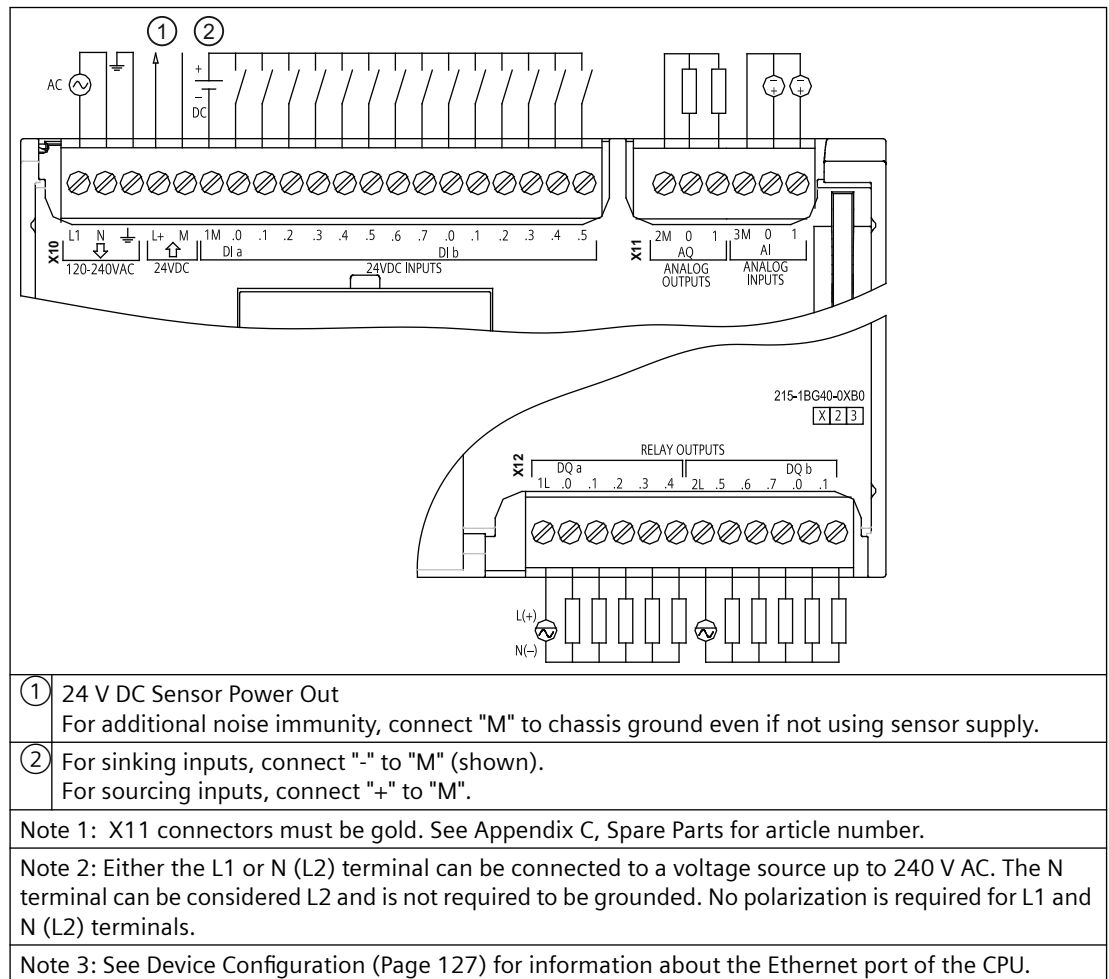 1 2
AC
+
–
DC
X10
L1 N L+ M 1M .0 .1 .2 .3 .4 .5 .6 .7 .0 .1 .2 .3 .4 .5
DI a DI b
120-240VAC 24VDC 24VDC INPUTS
X11
2M 0 1 3M 0 1
AQ AI
ANALOG OUTPUTS
ANALOG INPUTS
215-1BG40-0XB0
X 2 3
RELAY OUTPUTS
X12
DQ a DQ b
1L .0 .1 .2 .3 .4 2L .5 .6 .7 .0 .1
L(+)
N(–)
1 24 V DC Sensor Power Out
For additional noise immunity, connect "M" to chassis ground even if not using sensor supply.
2 For sinking inputs, connect "-" to "M" (shown).
For sourcing inputs, connect "+" to "M".
Note 1: X11 connectors must be gold. See Appendix C, Spare Parts for article number.
Note 2: Either the L1 or N (L2) terminal can be connected to a voltage source up to 240 V AC. The N
terminal can be considered L2 and is not required to be grounded. No polarization is required for L1 and
N (L2) terminals.
Note 3: See Device Configuration (Page 127) for information about the Ethernet port of the CPU.